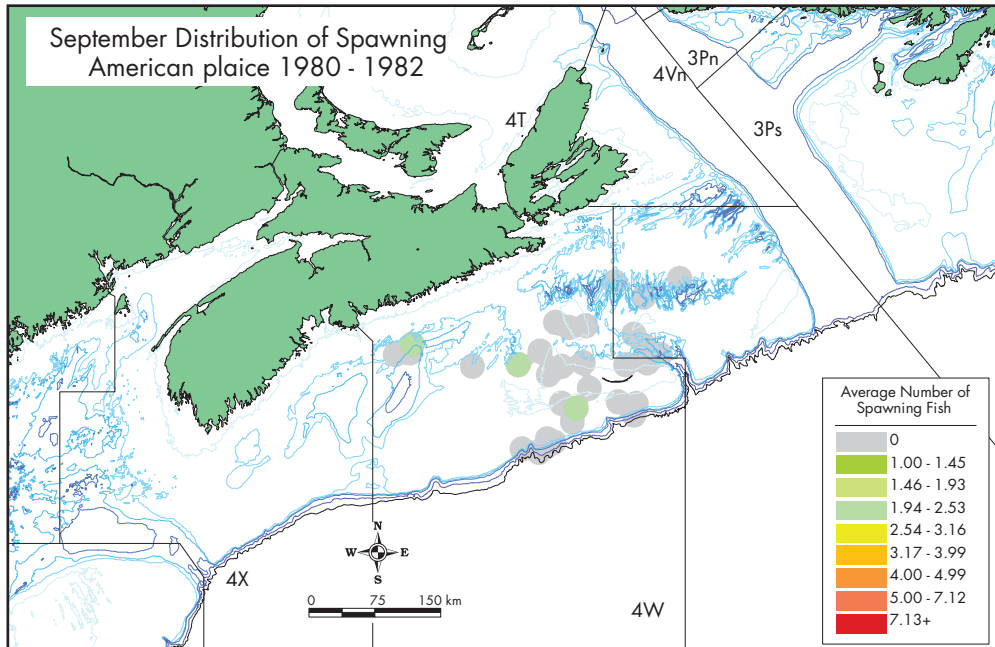 September Distribution of Spawning
American plaice 1980 - 1982
3Pn
4Vn
4T
3Ps
Average Number of
Spawning Fish
0
1.00 - 1.45
1.46 - 1.93
1.94 - 2.53
2.54 - 3.16
3.17 - 3.99
4.00 - 4.99
5.00 - 7.12
7.13+
N
W E
S
4X
0 75 150 km
4W